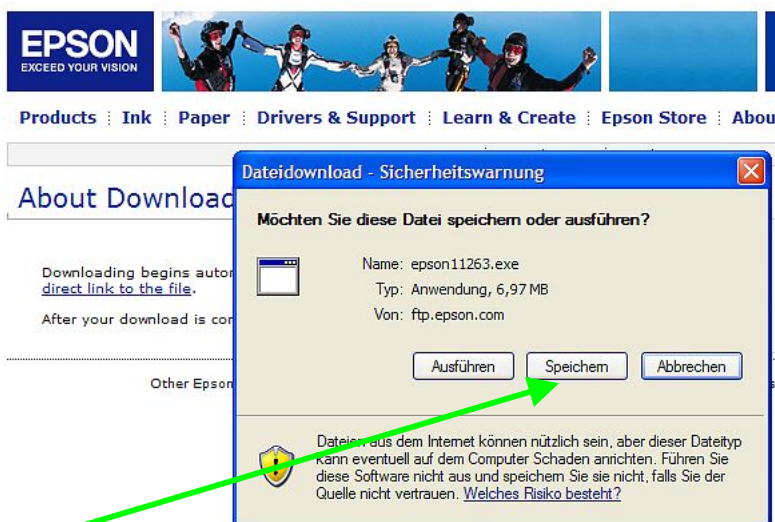 EPSON
EXCEED YOUR VISION
Products Ink Paper Drivers & Support Learn & Create Epson Store
About Download
Dateidownload - Sicherheitswarnung
Möchten Sie diese Datei speichern oder ausführen?
Downloading begins
direct link to the file.
After your download is
Name: epson11263.exe
Typ: Anwendung, 6,97 MB
Von: ftp.epson.com
Ausführen Speichern Abbrechen
Other Epson
Dateien aus dem Internet können nützlich sein, aber dieser Dateityp
kann eventuell auf dem Computer Schaden anrichten. Führen Sie
diese Software nicht aus und speichern Sie sie nicht, falls Sie der
Quelle nicht vertrauen. Welches Risiko besteht?